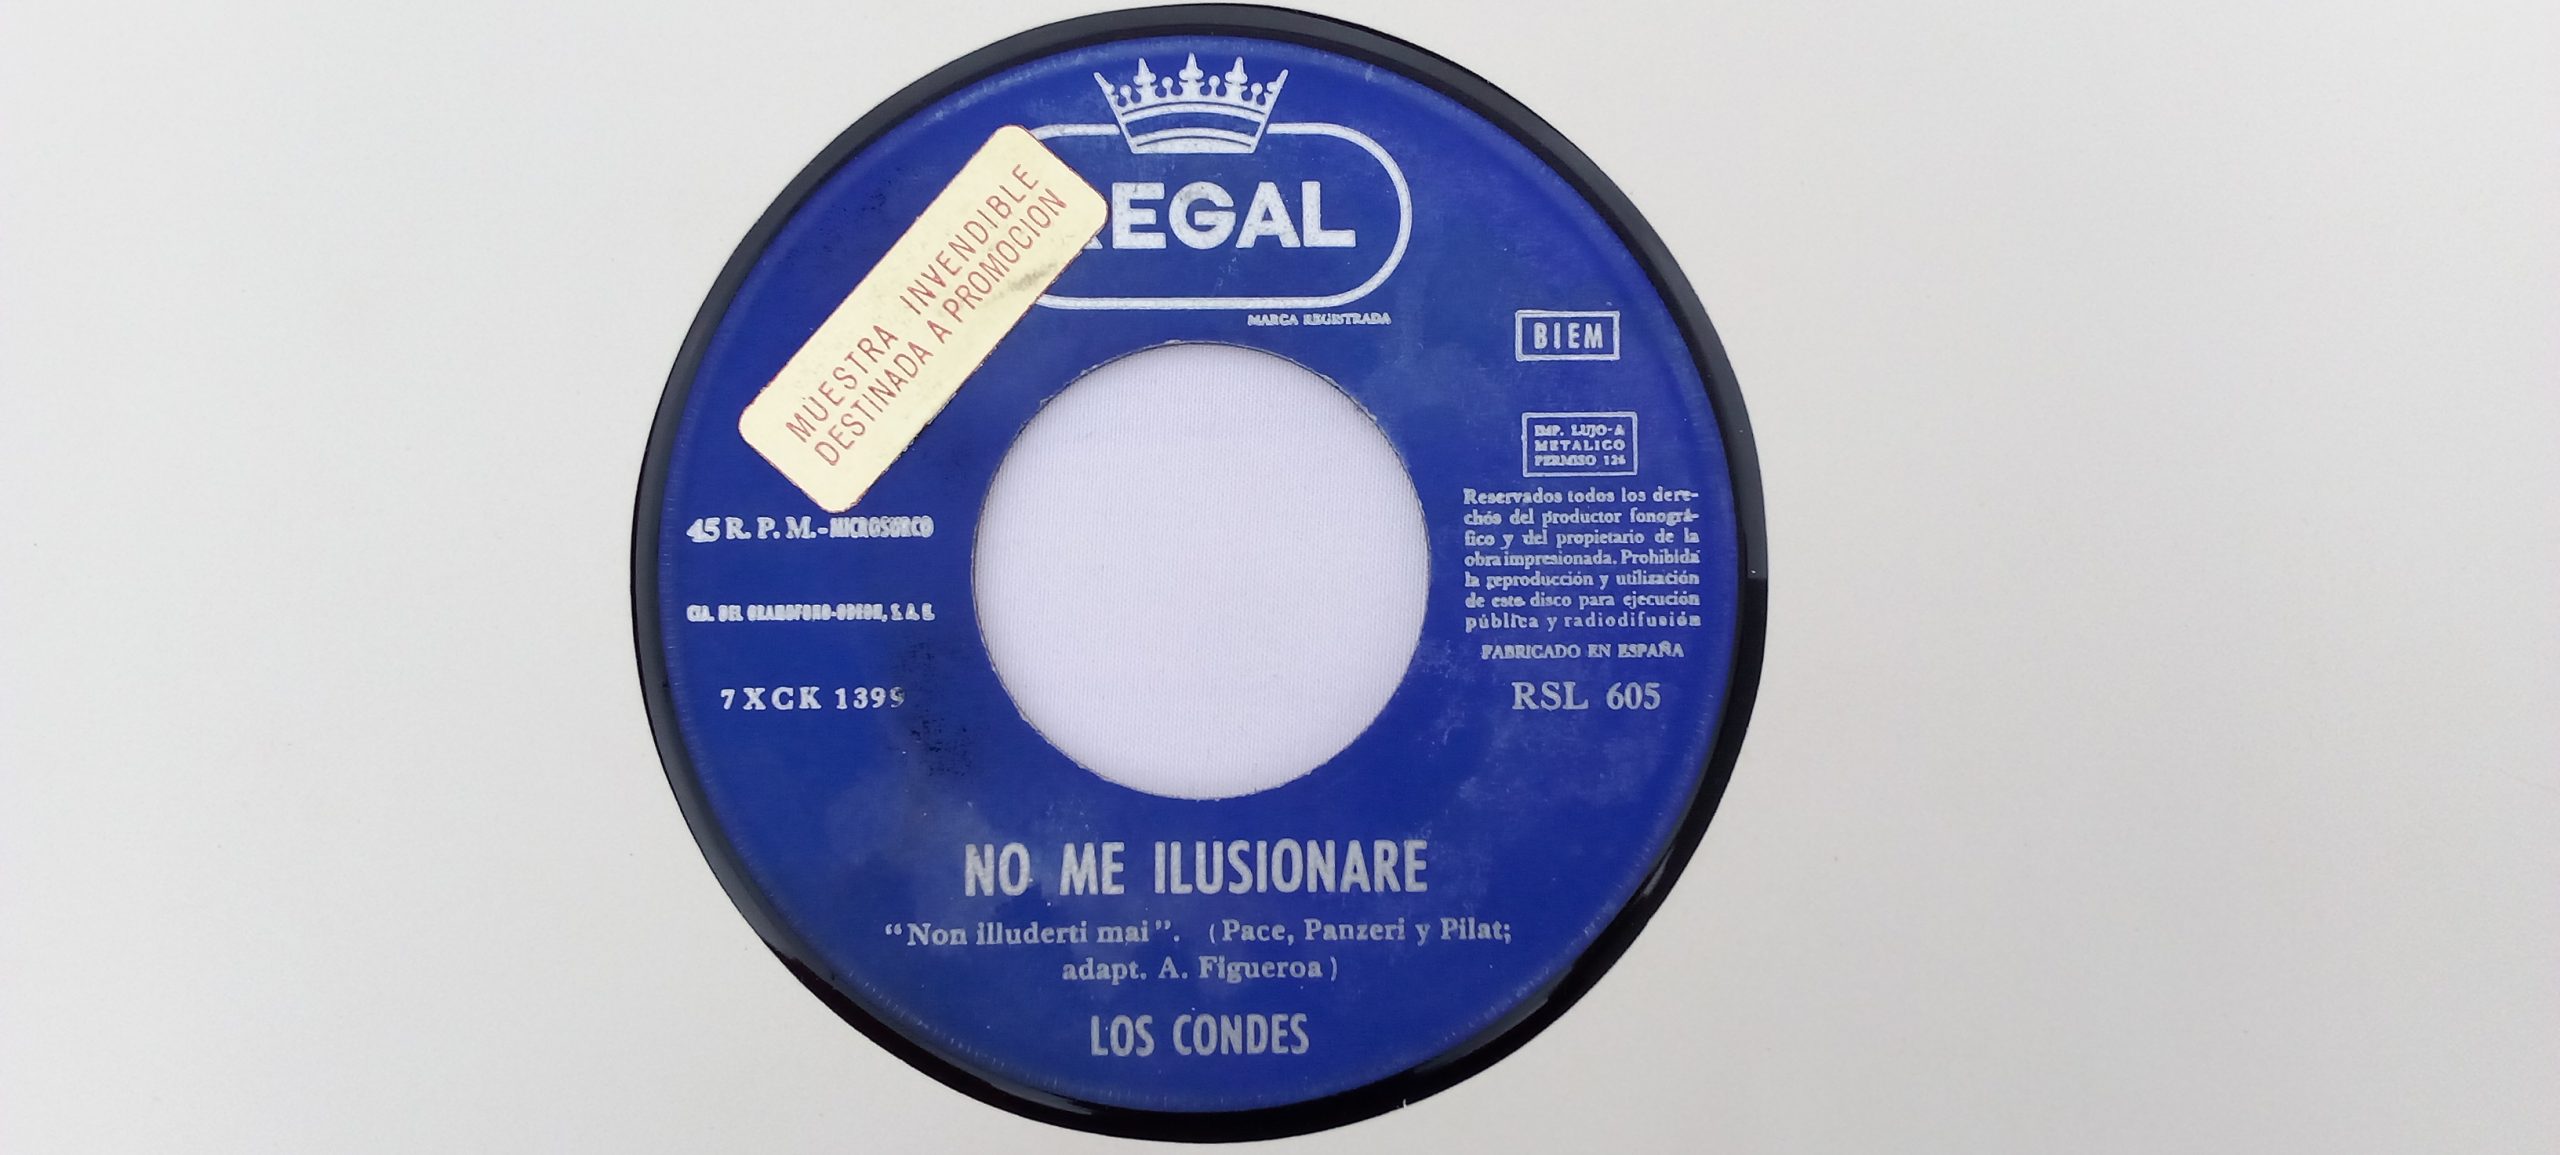 REGAL
MARCA REGISTRADA
MUESTRA INVENDIBLE
DESTINADA A PROMOCION
BIEM
IMP. LUJO-A
METALICO
PERMISO 126
45 R. P. M.-MICROSURCO
CIA. DEL GRAMOFONO-ODEON, S. A. E.
7 XCK 1399
Reservados todos los dere-
chos del productor fonográ-
fico y del propietario de la
obra impresionada. Prohibida
la reproducción y utilización
de este disco para ejecución
pública y radiodifusión
FABRICADO EN ESPAÑA
RSL 605
NO ME ILUSIONARE
"Non illuderti mai". (Pace, Panzeri y Pilat;
adapt. A. Figueroa)
LOS CONDES